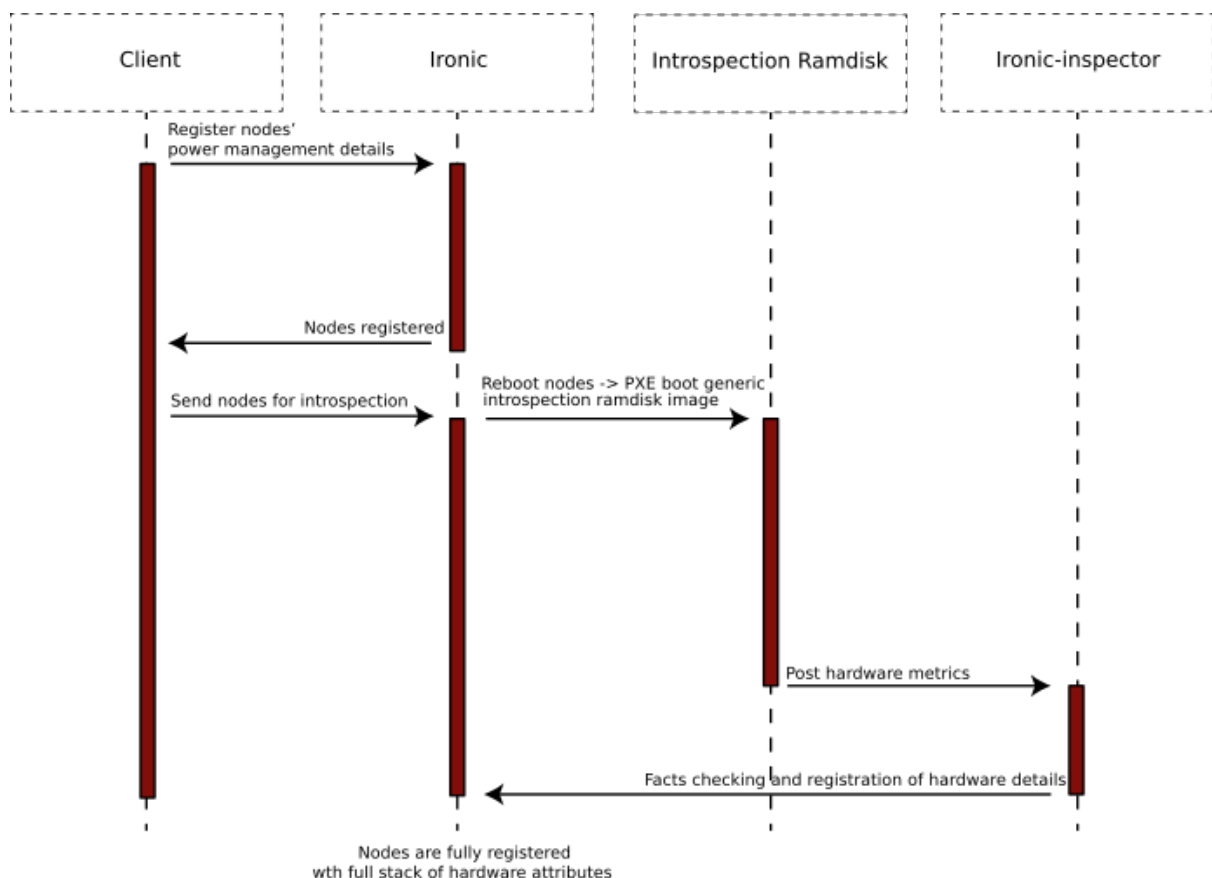 Client
Ironic
Introspection Ramdisk
Ironic-inspector
Register nodes'
power management details
Nodes registered
Send nodes for introspection
Reboot nodes -> PXE boot generic
introspection ramdisk image
Post hardware metrics
Facts checking and registration of hardware details
Nodes are fully registered
wth full stack of hardware attributes